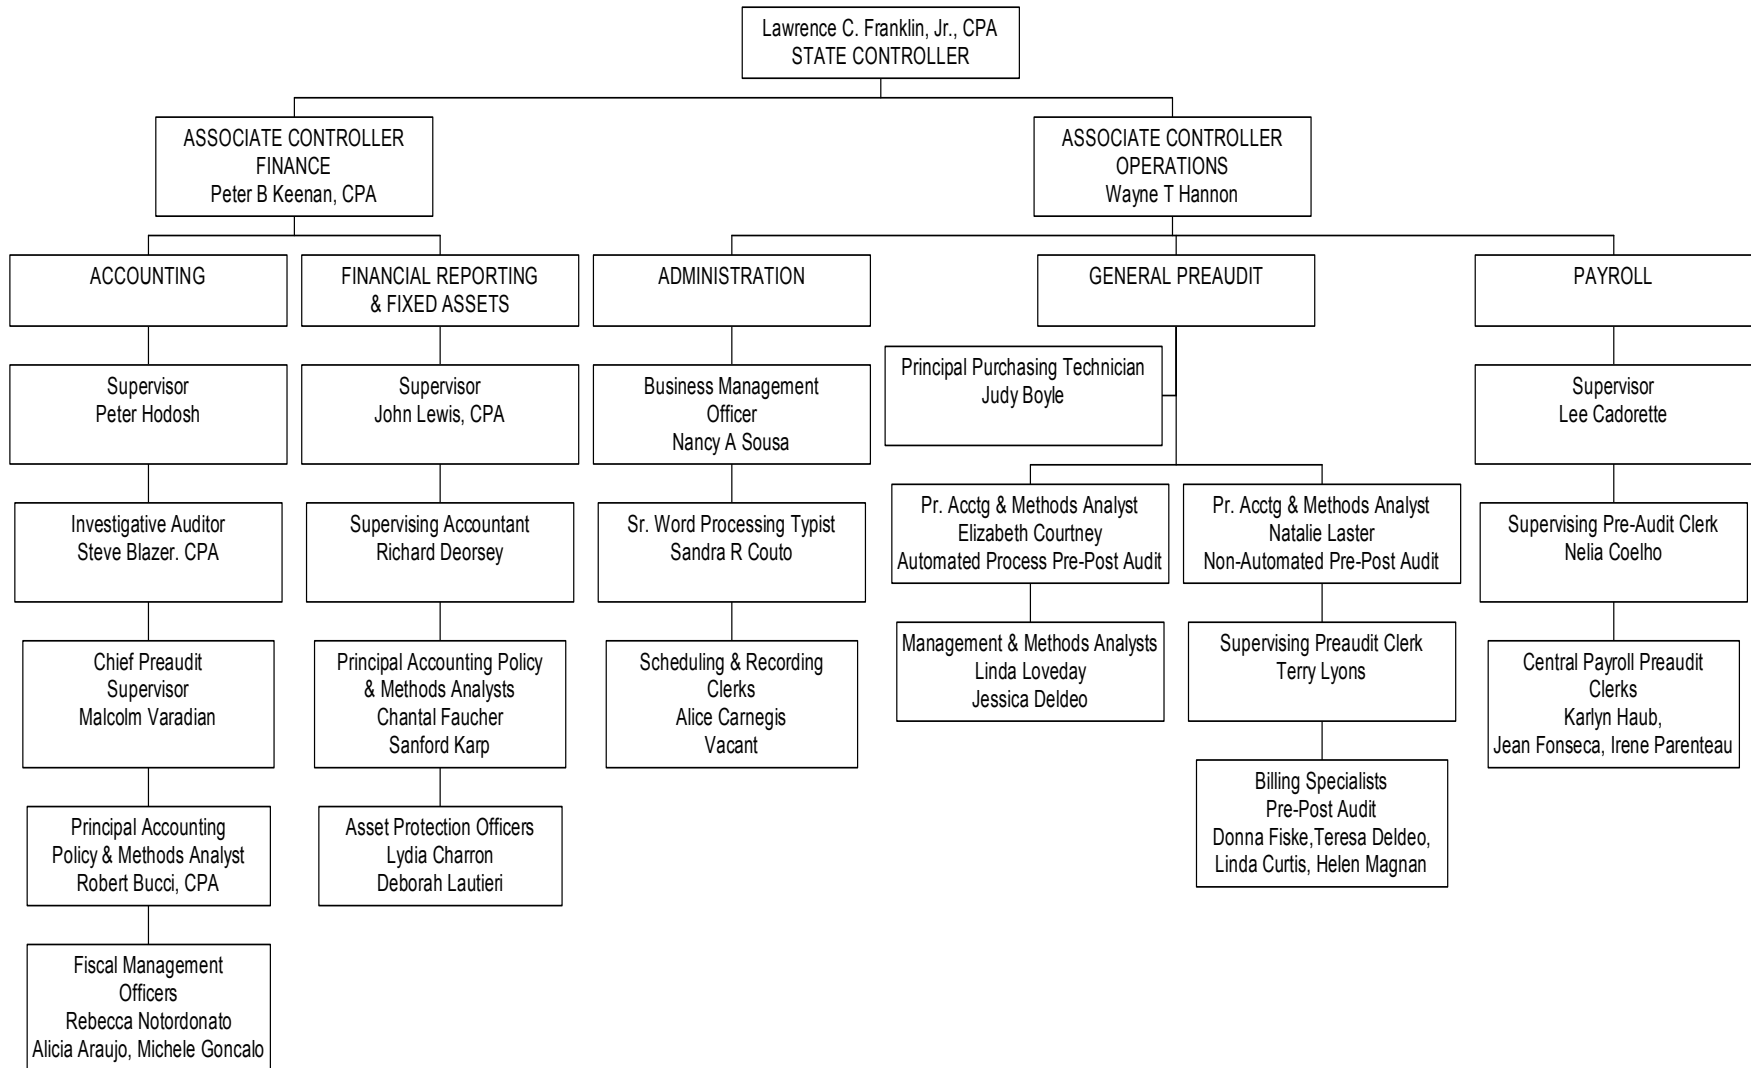 Lawrence C. Franklin, Jr., CPA
STATE CONTROLLER
ASSOCIATE CONTROLLER
FINANCE
Peter B Keenan, CPA
ASSOCIATE CONTROLLER
OPERATIONS
Wayne T Hannon
ACCOUNTING
FINANCIAL REPORTING
& FIXED ASSETS
ADMINISTRATION
GENERAL PREAUDIT
PAYROLL
Supervisor
Peter Hodosh
Supervisor
John Lewis, CPA
Business Management
Officer
Nancy A Sousa
Principal Purchasing Technician
Judy Boyle
Supervisor
Lee Cadorette
Investigative Auditor
Steve Blazer. CPA
Supervising Accountant
Richard Deorsey
Sr. Word Processing Typist
Sandra R Couto
Pr. Acctg & Methods Analyst
Elizabeth Courtney
Automated Process Pre-Post Audit
Pr. Acctg & Methods Analyst
Natalie Laster
Non-Automated Pre-Post Audit
Supervising Pre-Audit Clerk
Nelia Coelho
Chief Preaudit
Supervisor
Malcolm Varadian
Principal Accounting Policy
& Methods Analysts
Chantal Faucher
Sanford Karp
Scheduling & Recording
Clerks
Alice Carnegis
Vacant
Management & Methods Analysts
Linda Loveday
Jessica Deldeo
Supervising Preaudit Clerk
Terry Lyons
Central Payroll Preaudit
Clerks
Karlyn Haub,
Jean Fonseca, Irene Parenteau
Principal Accounting
Policy & Methods Analyst
Robert Bucci, CPA
Asset Protection Officers
Lydia Charron
Deborah Lautieri
Billing Specialists
Pre-Post Audit
Donna Fiske,Teresa Deldeo,
Linda Curtis, Helen Magnan
Fiscal Management
Officers
Rebecca Notordonato
Alicia Araujo, Michele Goncalo